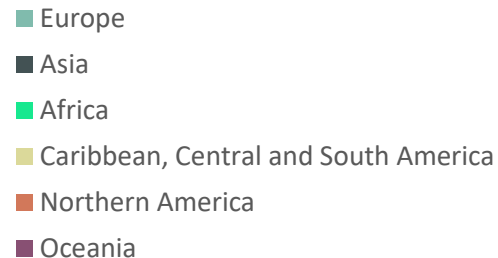 Europe
Asia
Africa
Caribbean, Central and South America
Northern America
Oceania